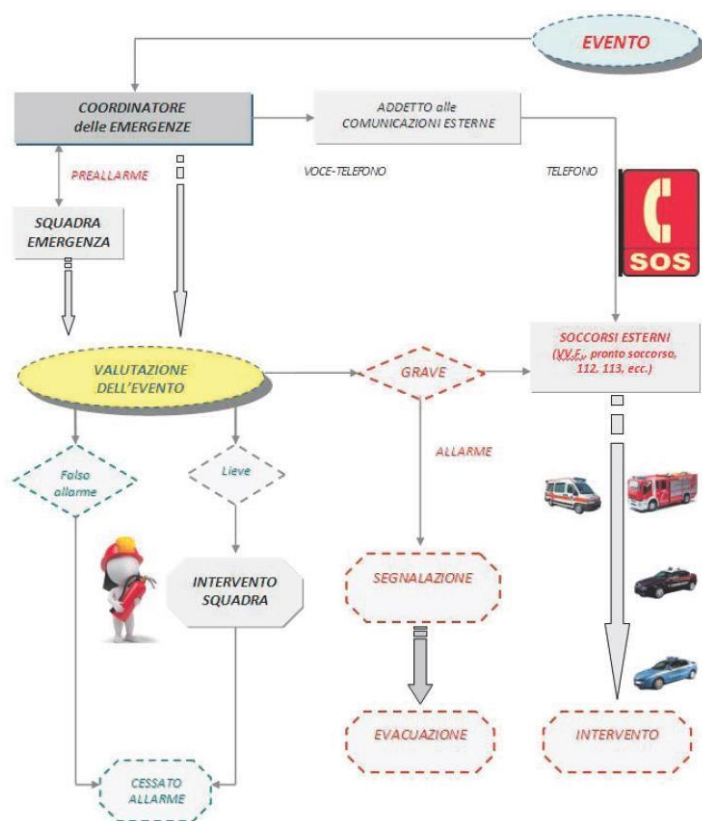 EVENTO
COORDINATORE
delle EMERGENZE
ADDETTO alle
COMUNICAZIONI ESTERNE
PREALLARME
VOCE-TELEFONO
TELEFONO
SOS
SQUADRA
EMERGENZA
VALUTAZIONE
DELL'EVENTO
GRAVE
SOCCORSI ESTERNI
(VV.F., pronto soccorso,
112, 113, ecc.)
Falso
allarme
Lieve
ALLARME
INTERVENTO
SQUADRA
SEGNALAZIONE
EVACUAZIONE
INTERVENTO
CESSATO
ALLARME